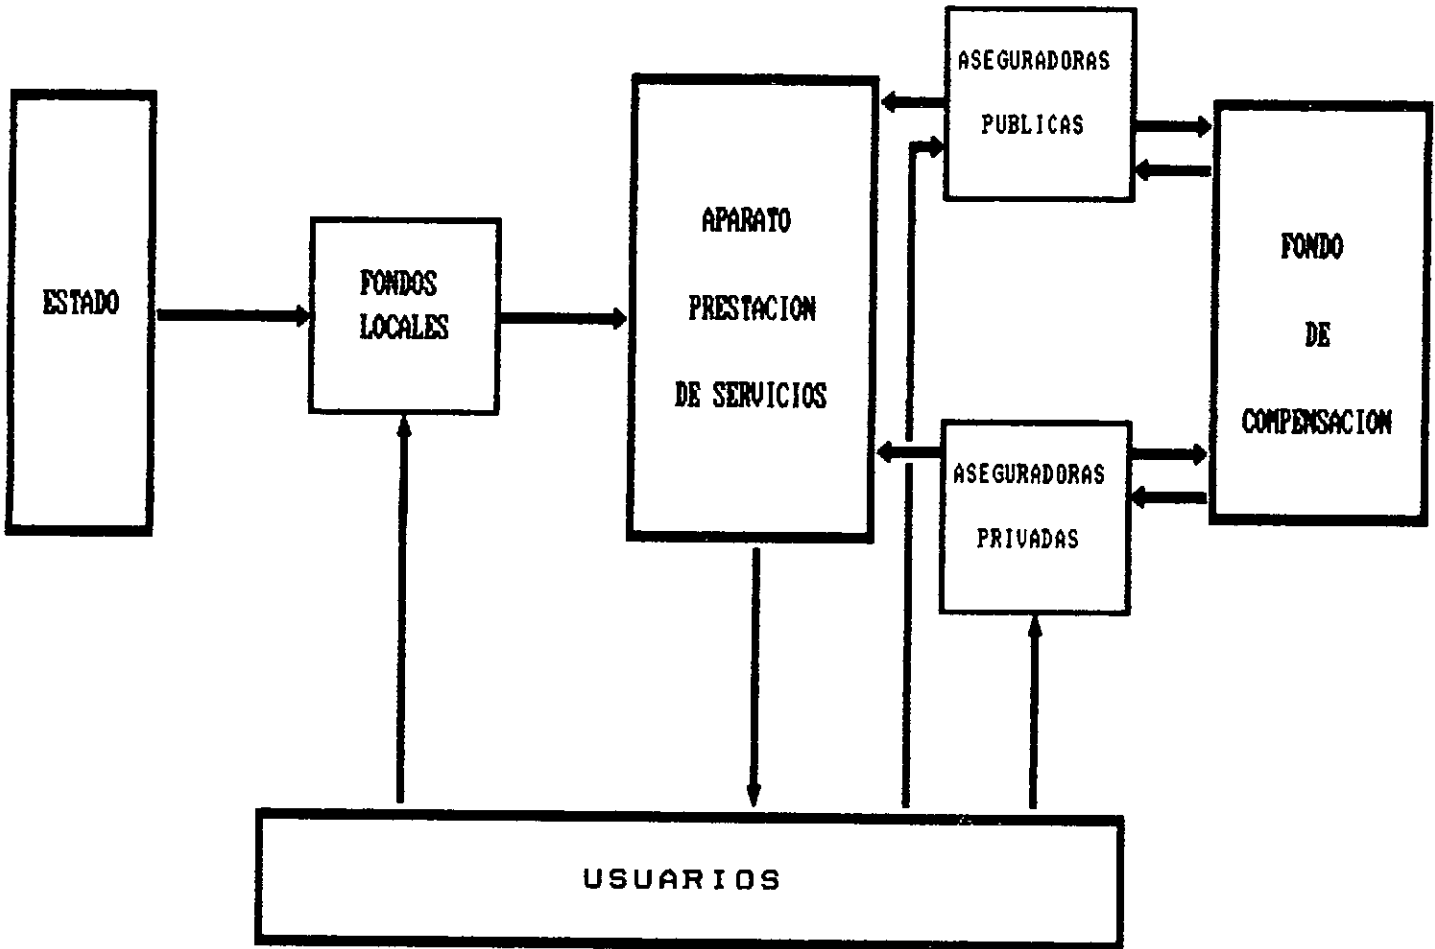 ESTADO
FONDOS
LOCALES
APARATO
PRESTACION
DE SERVICIOS
ASEGURADORAS
PUBLICAS
ASEGURADORAS
PRIVADAS
FONDO
DE
COMPENSACION
USUARIOS